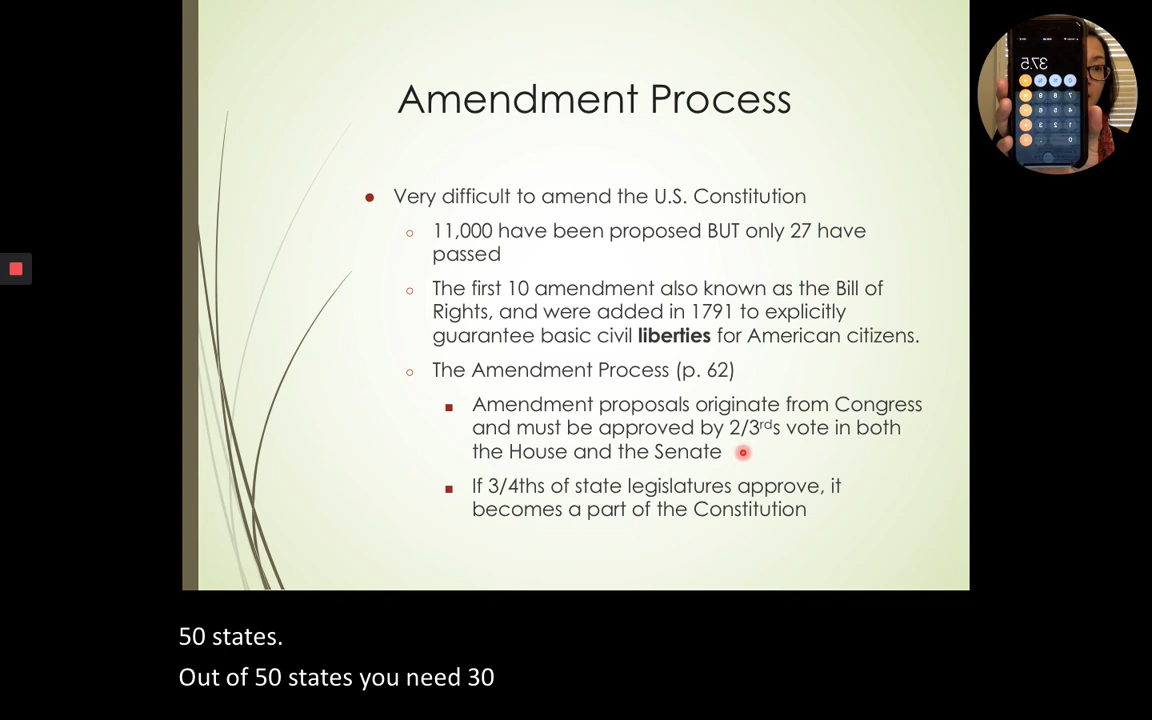 Amendment Process
Very difficult to amend the U.S. Constitution
11,000 have been proposed BUT only 27 have
passed
The first 10 amendment also known as the Bill of
Rights, and were added in 1791 to explicitly
guarantee basic civil liberties for American citizens.
The Amendment Process (p. 62)
Amendment proposals originate from Congress
and must be approved by 2/3rds vote in both
the House and the Senate
If 3/4ths of state legislatures approve, it
becomes a part of the Constitution
37.5
50 states.
Out of 50 states you need 30